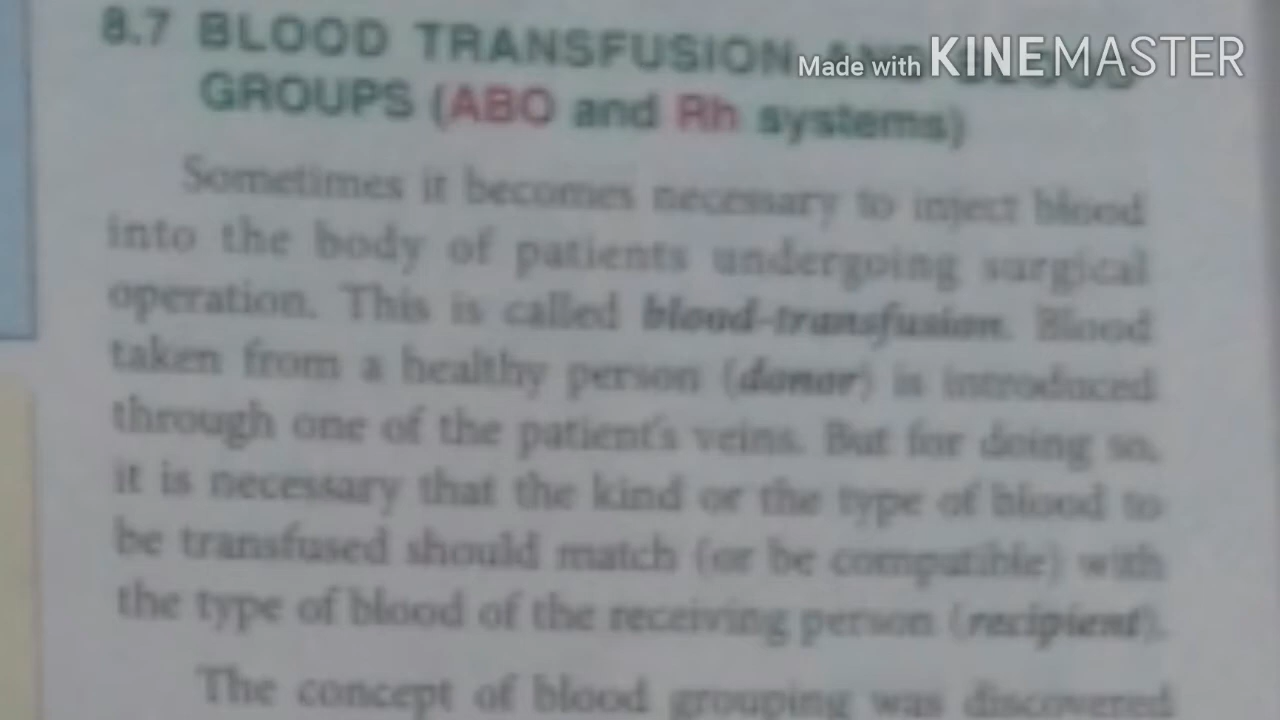 8.7 BLOOD TRANSFUSION AND BLOOD
Made with KINEMASTER
GROUPS (ABO and Rh systems)
Sometimes it becomes necessary to inject blood
into the body of patients undergoing surgical
operation. This is called blood-transfusion. Blood
taken from a healthy person (donor) is introduced
through one of the patient's veins. But for doing so,
it is necessary that the kind or the type of blood to
be transfused should match (or be compatible) with
the type of blood of the receiving person (recipient).
The concept of blood grouping was discovered